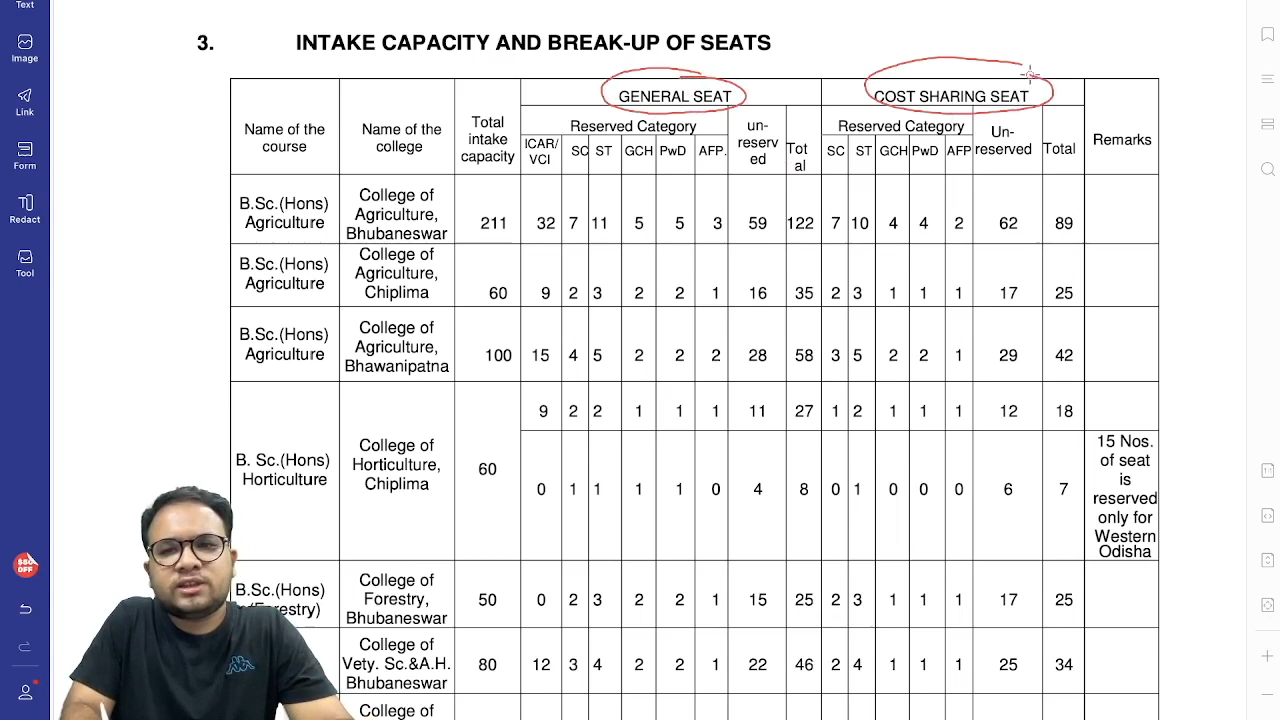 Text
Image
Link
Form
Redact
Tool
$80
OFF
3. INTAKE CAPACITY AND BREAK-UP OF SEATS
Name of the course
Name of the college
Total intake capacity
GENERAL SEAT
COST SHARING SEAT
Remarks
Reserved Category
un-reserv ed
Tot al
Reserved Category
Un-reserved
Total
ICAR/ VCI SC ST GCH PwD AFP. SC ST GCH PwD AFP
B.Sc.(Hons)
Agriculture
College of
Agriculture,
Bhubaneswar
211 32 7 11 5 5 3 59 122 7 10 4 4 2 62 89
B.Sc.(Hons)
Agriculture
College of
Agriculture,
Chiplima
60 9 2 3 2 2 1 16 35 2 3 1 1 1 17 25
B.Sc.(Hons)
Agriculture
College of
Agriculture,
Bhawanipatna
100 15 4 5 2 2 2 28 58 3 5 2 2 1 29 42
B. Sc.(Hons)
Horticulture
College of
Horticulture,
Chiplima
60
9 2 2 1 1 1 11 27 1 2 1 1 1 12 18
0 1 1 1 1 0 4 8 0 1 0 0 0 6 7
15 Nos.
of seat
is
reserved
only for
Western
Odisha
B.Sc.(Hons)
restry)
College of
Forestry,
Bhubaneswar
50 0 2 3 2 2 1 15 25 2 3 1 1 1 17 25
College of
Vety. Sc.&A.H.
Bhubaneswar
80 12 3 4 2 2 1 22 46 2 4 1 1 1 25 34
College of